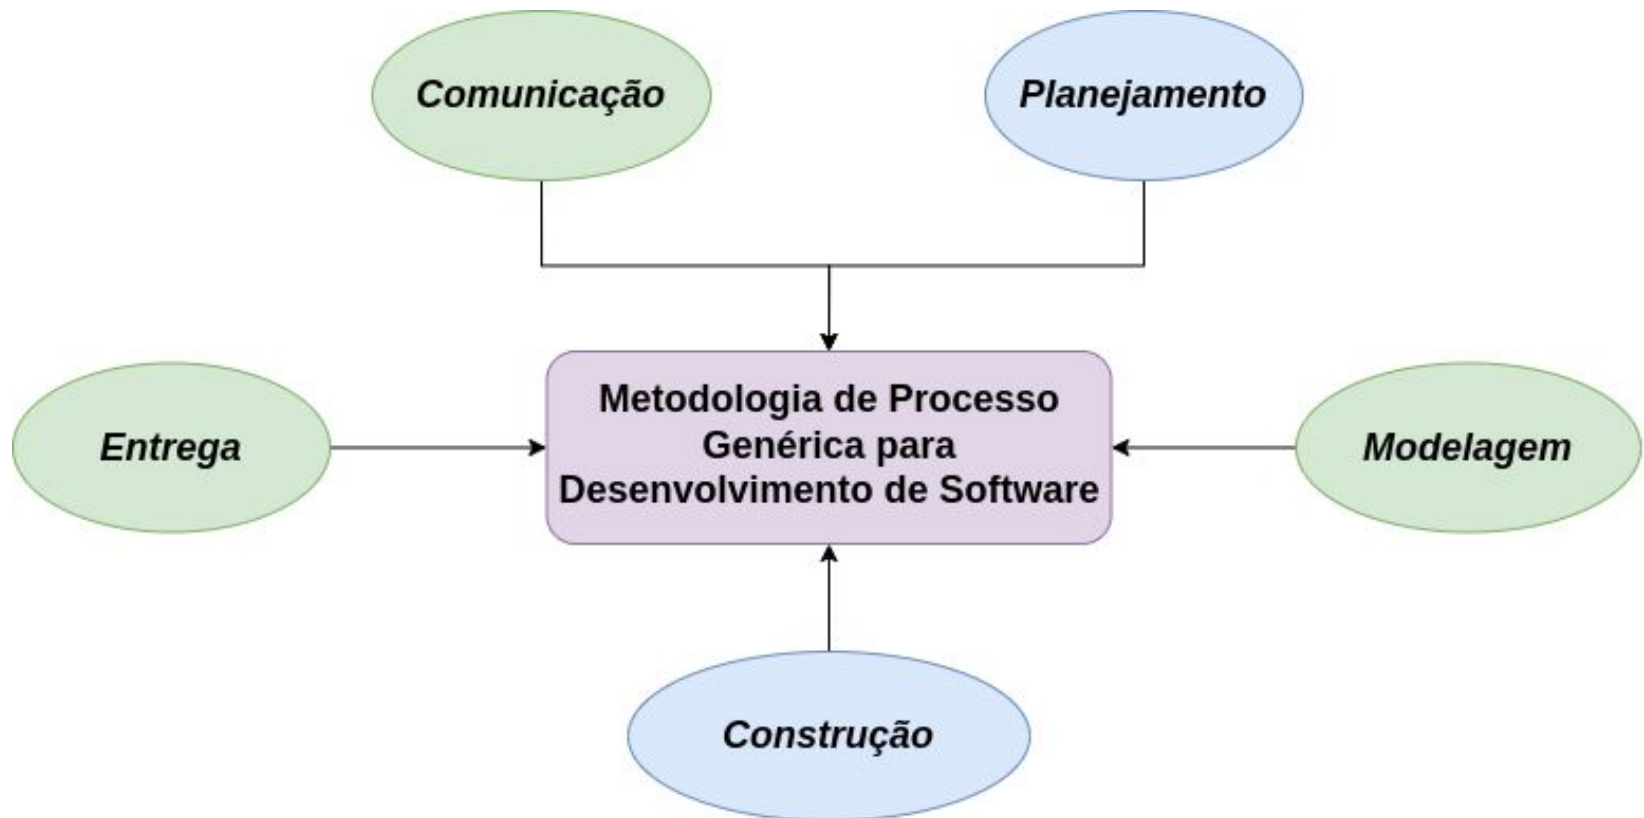 Comunicação
Planejamento
Entrega
Metodologia de Processo
Genérica para
Desenvolvimento de Software
Modelagem
Construção